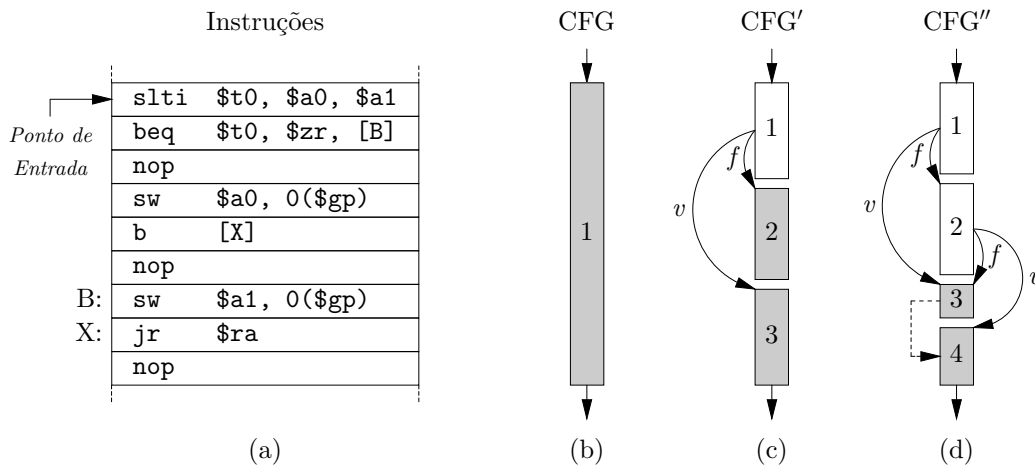 Instruções
CFG
CFG′
CFG′′
Ponto de
Entrada
slti $t0, $a0, $a1
beq $t0, $zr, [B]
nop
sw $a0, 0($gp)
b [X]
nop
B: sw $a1, 0($gp)
X: jr $ra
nop
1
1
f
v
2
3
1
f
v
2
f
v
3
4
(a)
(b)
(c)
(d)